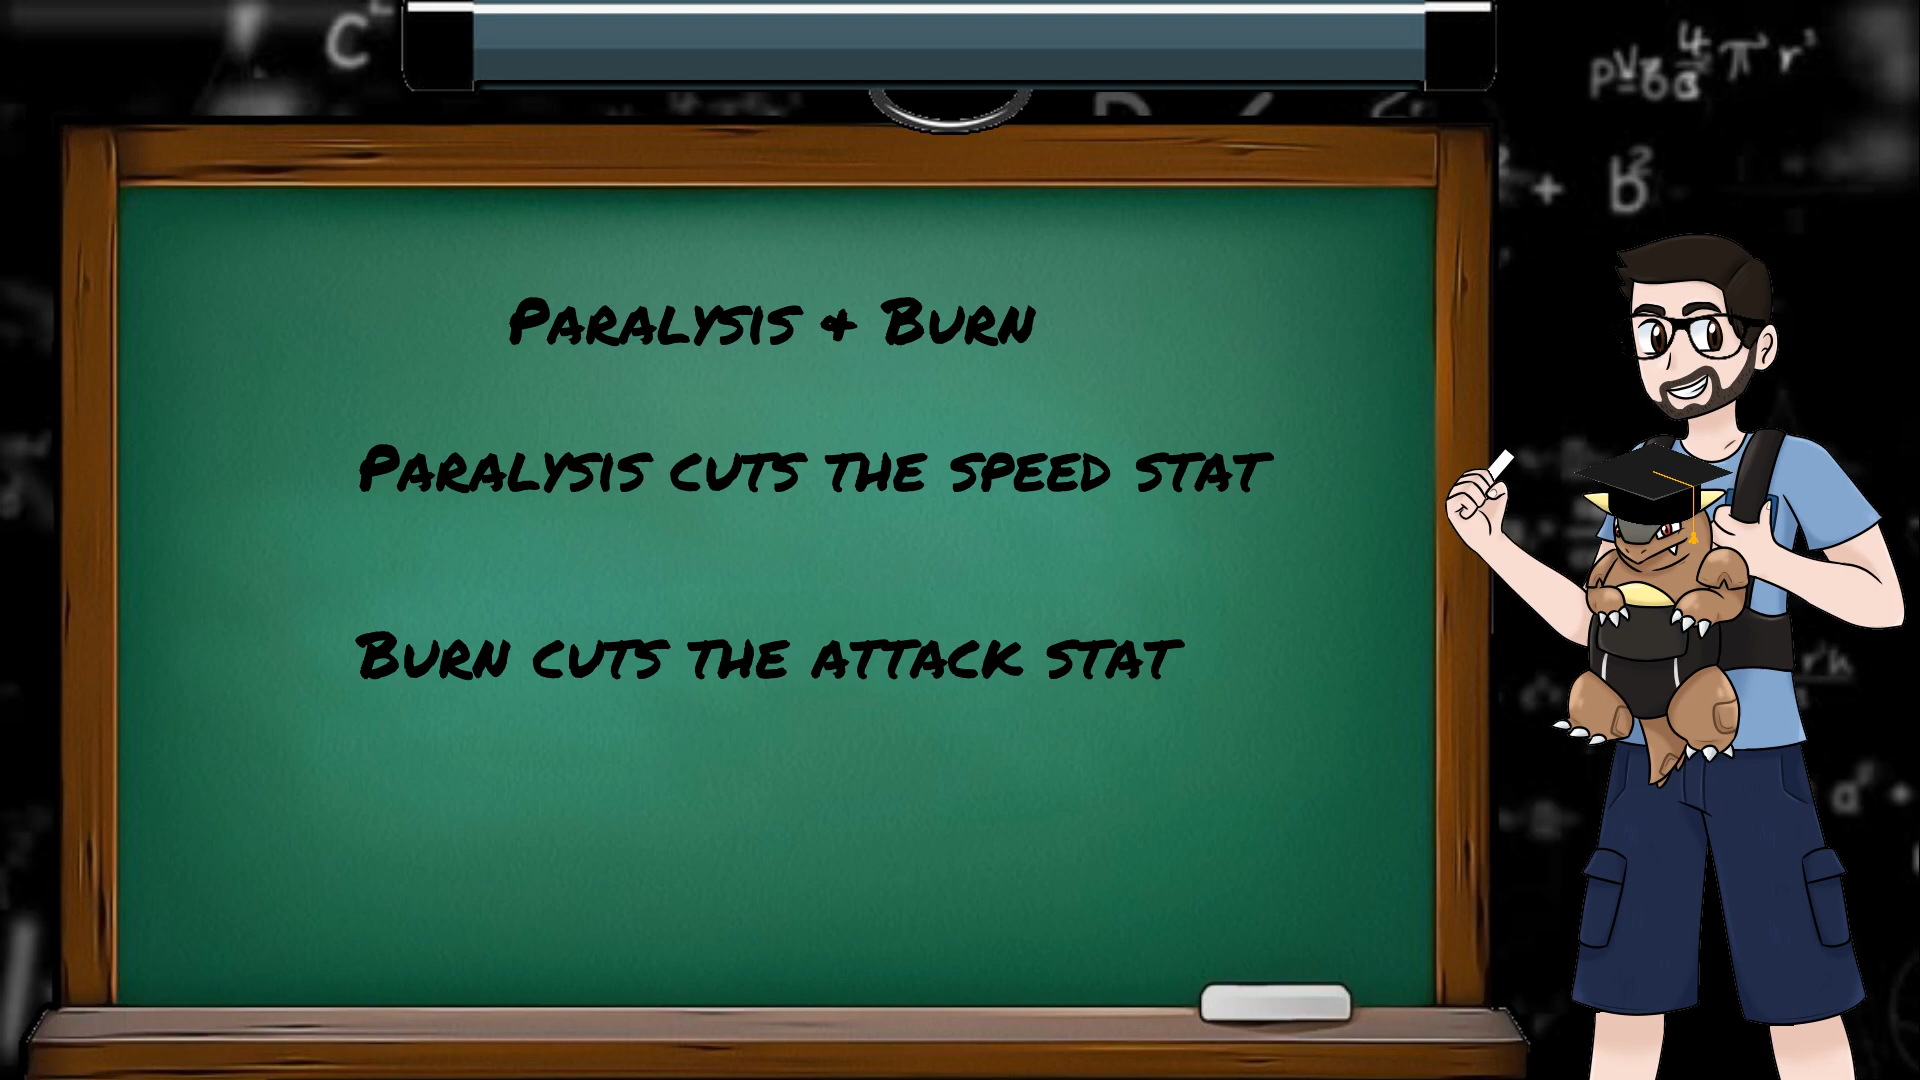 Paralysis & Burn
Paralysis cuts the speed stat
Burn cuts the attack stat